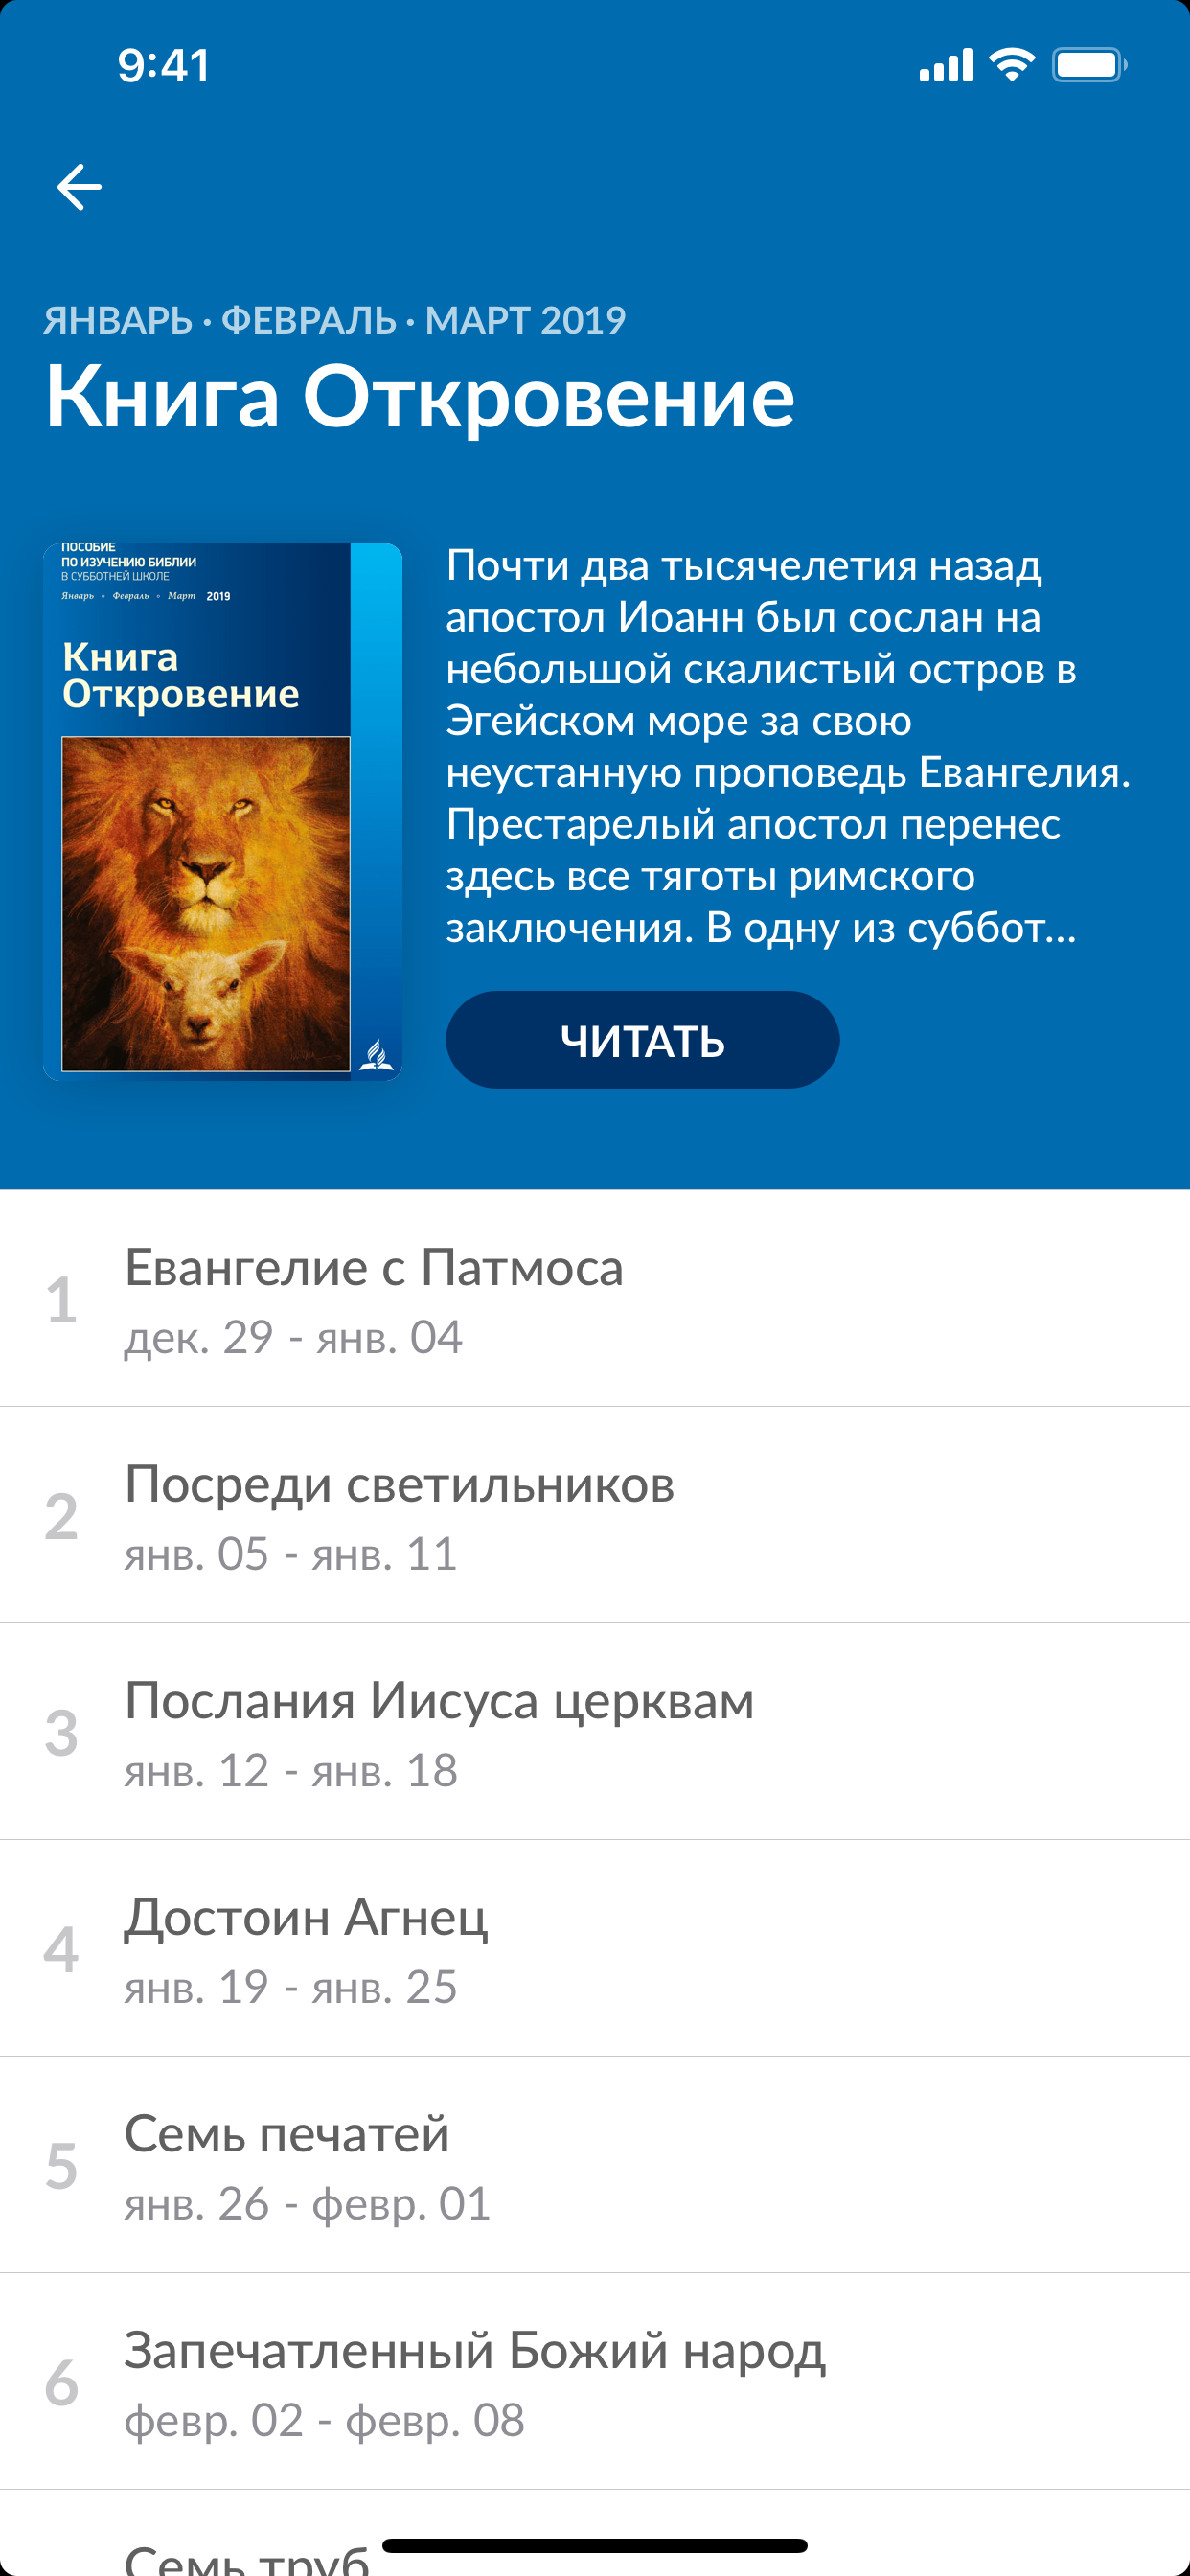 9:41
ЯНВАРЬ · ФЕВРАЛЬ · МАРТ 2019
Книга Откровение
ПОСОБИЕ
ПО ИЗУЧЕНИЮ БИБЛИИ
В СУББОТНЕЙ ШКОЛЕ
Январь • Февраль • Март 2019
Книга
Откровение
Почти два тысячелетия назад
апостол Иоанн был сослан на
небольшой скалистый остров в
Эгейском море за свою
неустанную проповедь Евангелия.
Престарелый апостол перенес
здесь все тяготы римского
заключения. В одну из суббот...
ЧИТАТЬ
1
Евангелие с Патмоса
дек. 29 - янв. 04
2
Посреди светильников
янв. 05 - янв. 11
3
Послания Иисуса церквам
янв. 12 - янв. 18
4
Достоин Агнец
янв. 19 - янв. 25
5
Семь печатей
янв. 26 - февр. 01
6
Запечатленный Божий народ
февр. 02 - февр. 08
Семь труб